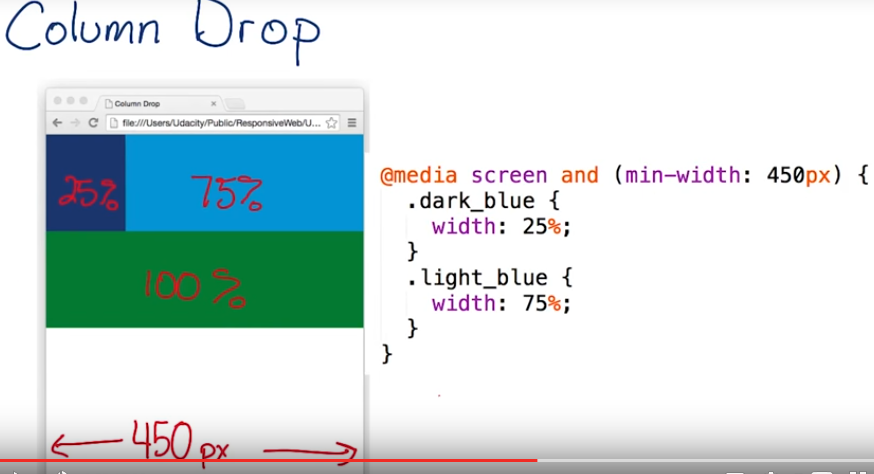 Column Drop
Column Drop
file:///Users/Udacity/Public/ResponsiveWeb/U...
25%
75%
100%
450px
@media screen and (min-width: 450px) {
.dark_blue {
width: 25%;
}
.light_blue {
width: 75%;
}
}